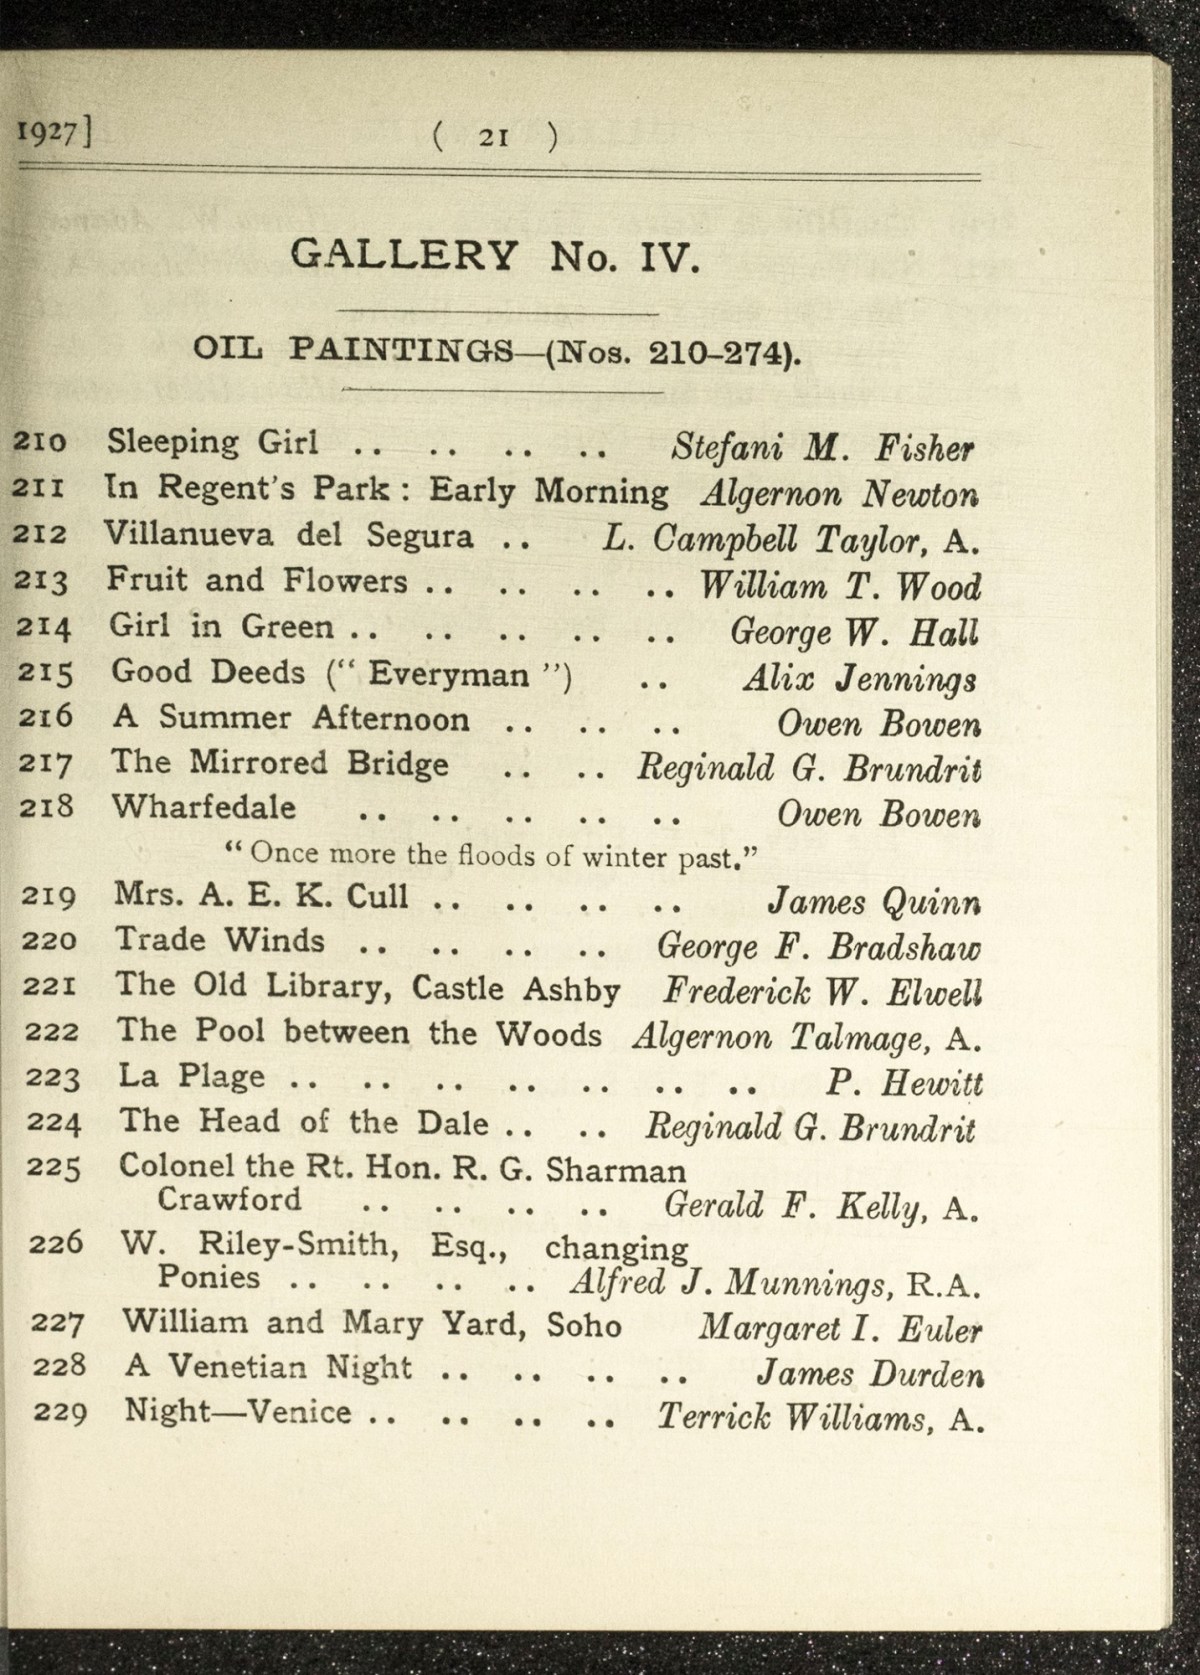 1927]
( 21 )
GALLERY No. IV.
OIL PAINTINGS—(Nos. 210-274).
210 Sleeping Girl .. .. .. .. Stefani M. Fisher
211 In Regent's Park : Early Morning Algernon Newton
212 Villanueva del Segura .. L. Campbell Taylor, A.
213 Fruit and Flowers .. .. .. .. William T. Wood
214 Girl in Green .. .. .. .. .. George W. Hall
215 Good Deeds (“ Everyman ”) .. Alix Jennings
216 A Summer Afternoon .. .. .. Owen Bowen
217 The Mirrored Bridge .. .. Reginald G. Brundrit
218 Wharfedale .. .. .. .. .. Owen Bowen
“ Once more the floods of winter past.”
219 Mrs. A. E. K. Cull .. .. .. .. James Quinn
220 Trade Winds .. .. .. .. George F. Bradshaw
221 The Old Library, Castle Ashby Frederick W. Elwell
222 The Pool between the Woods Algernon Talmage, A.
223 La Plage .. .. .. .. .. .. .. P. Hewitt
224 The Head of the Dale .. .. Reginald G. Brundrit
225 Colonel the Rt. Hon. R. G. Sharman
Crawford .. .. .. .. Gerald F. Kelly, A.
226 W. Riley-Smith, Esq., changing
Ponies .. .. .. .. Alfred J. Munnings, R.A.
227 William and Mary Yard, Soho Margaret I. Euler
228 A Venetian Night .. .. .. .. James Durden
229 Night—Venice .. .. .. .. Terrick Williams, A.